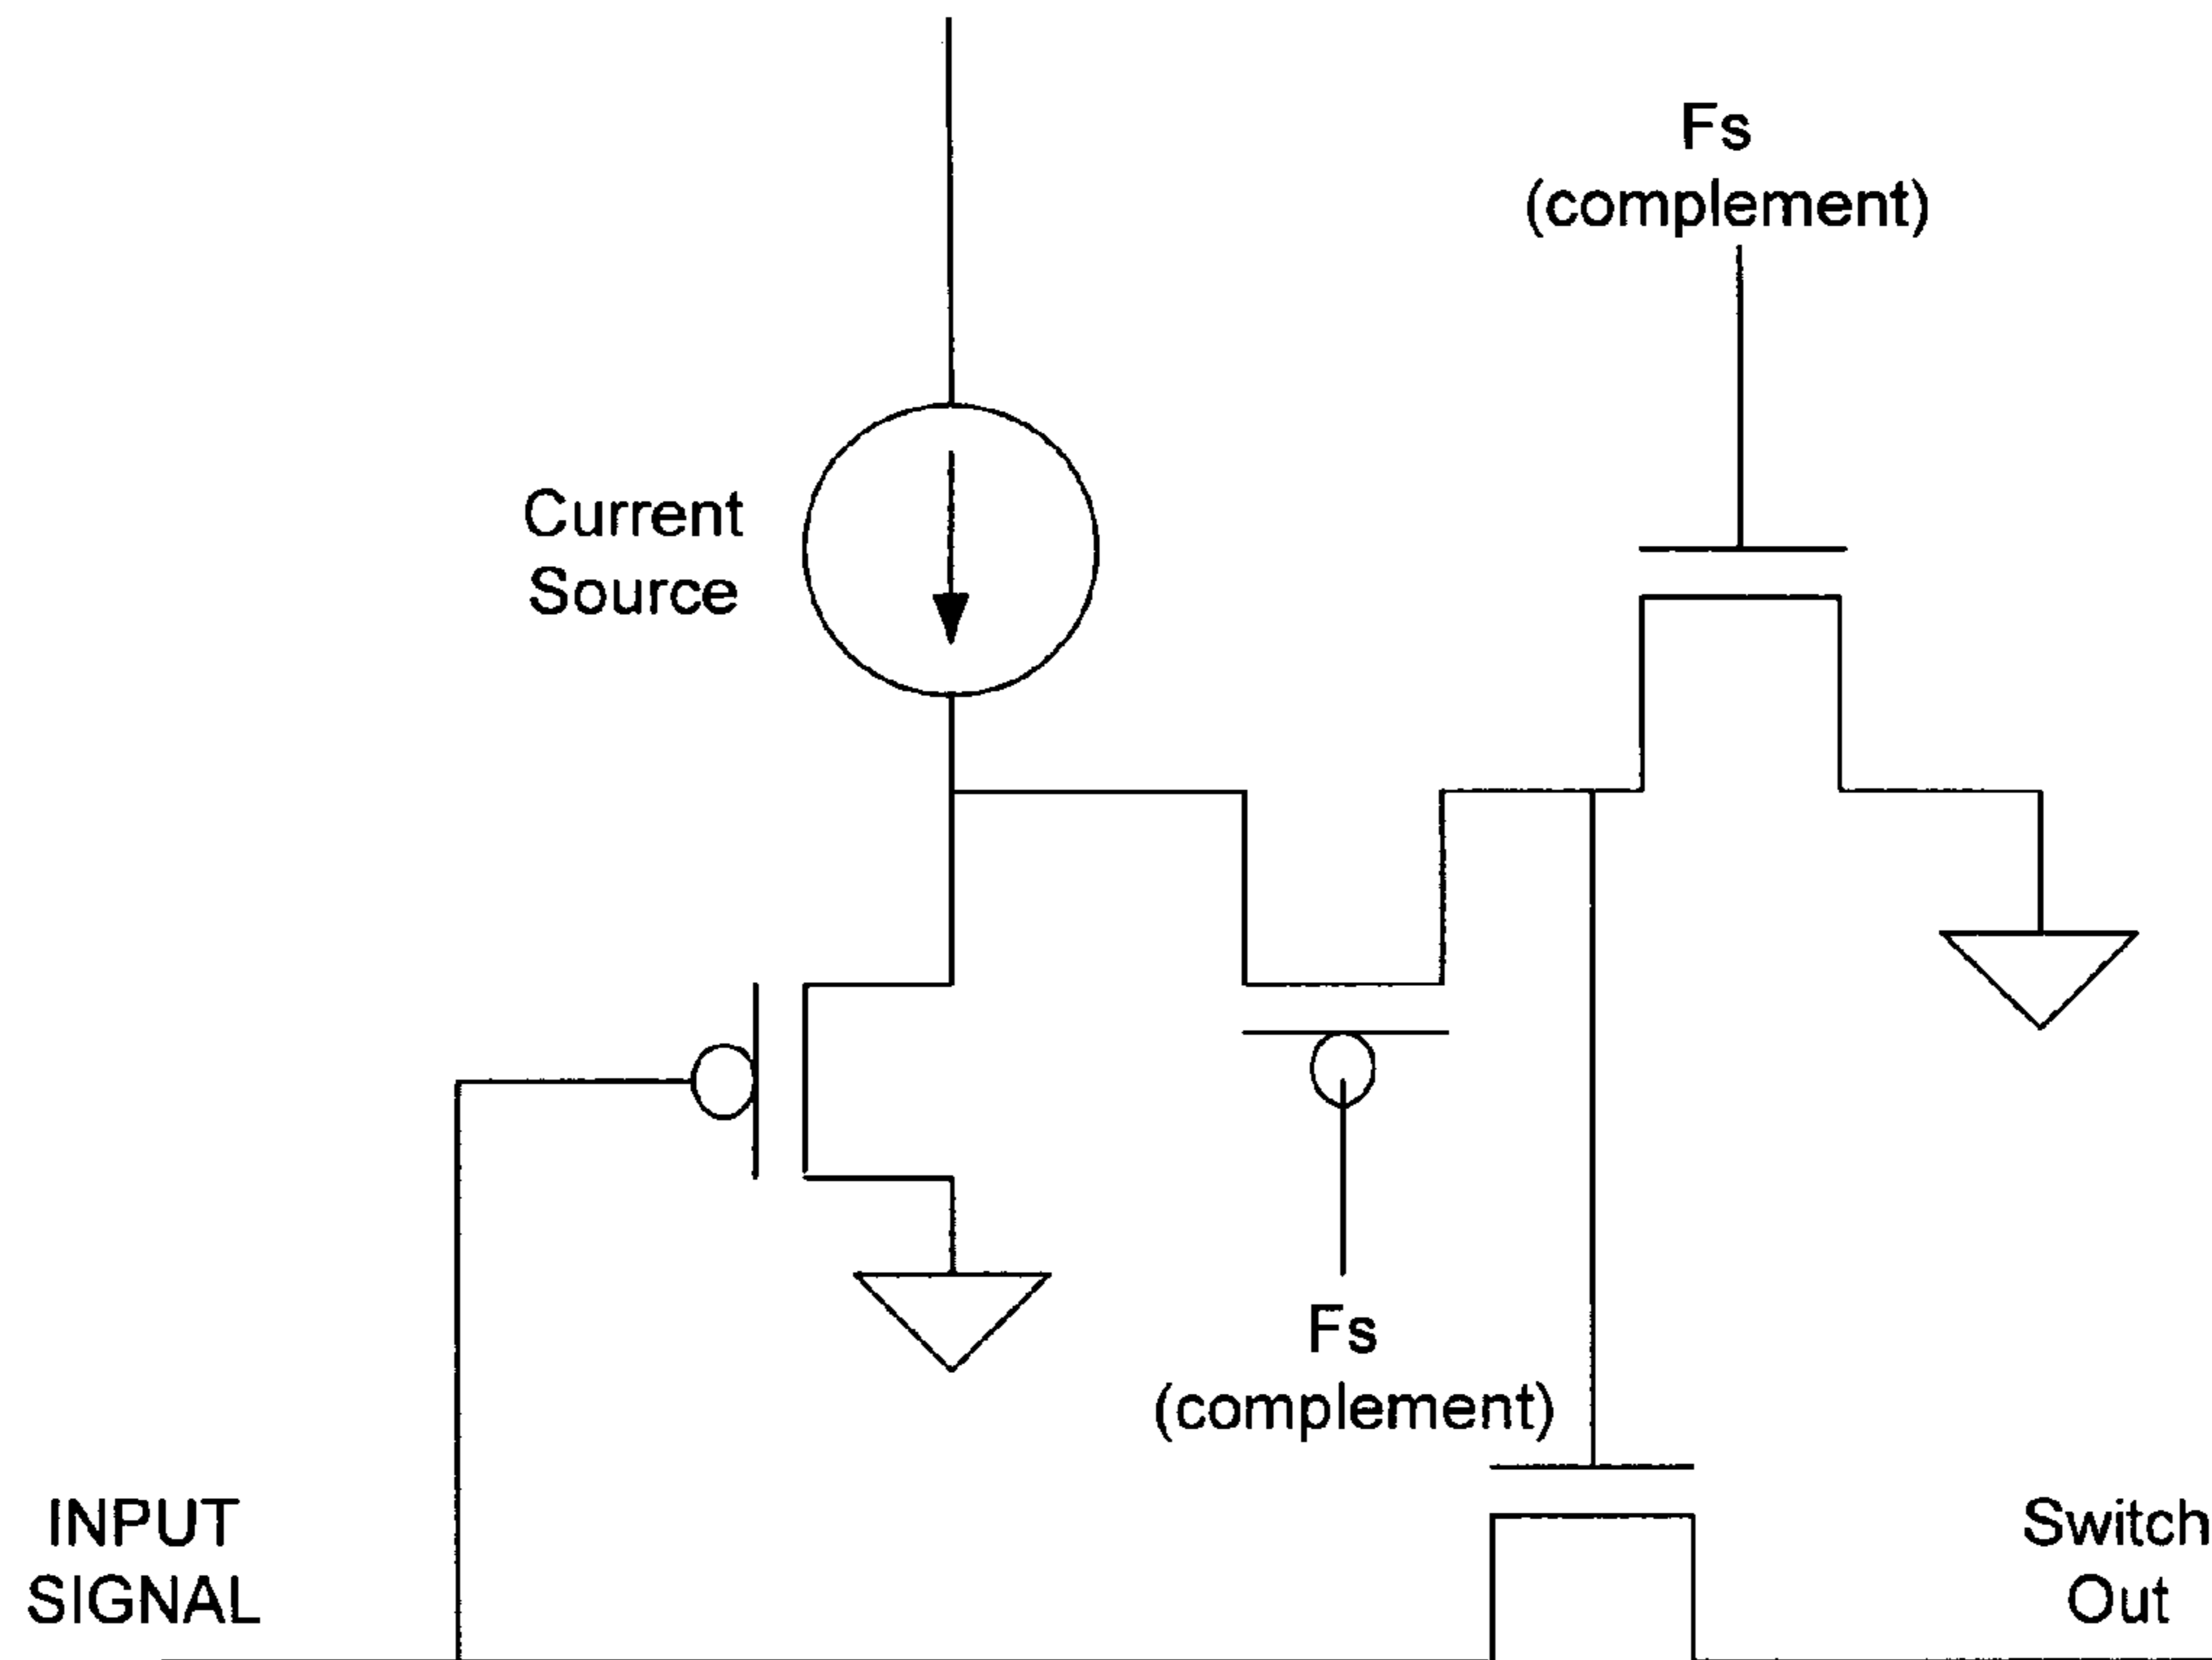 Fs
(complement)
Current
Source
Fs
(complement)
INPUT
SIGNAL
Switch
Out